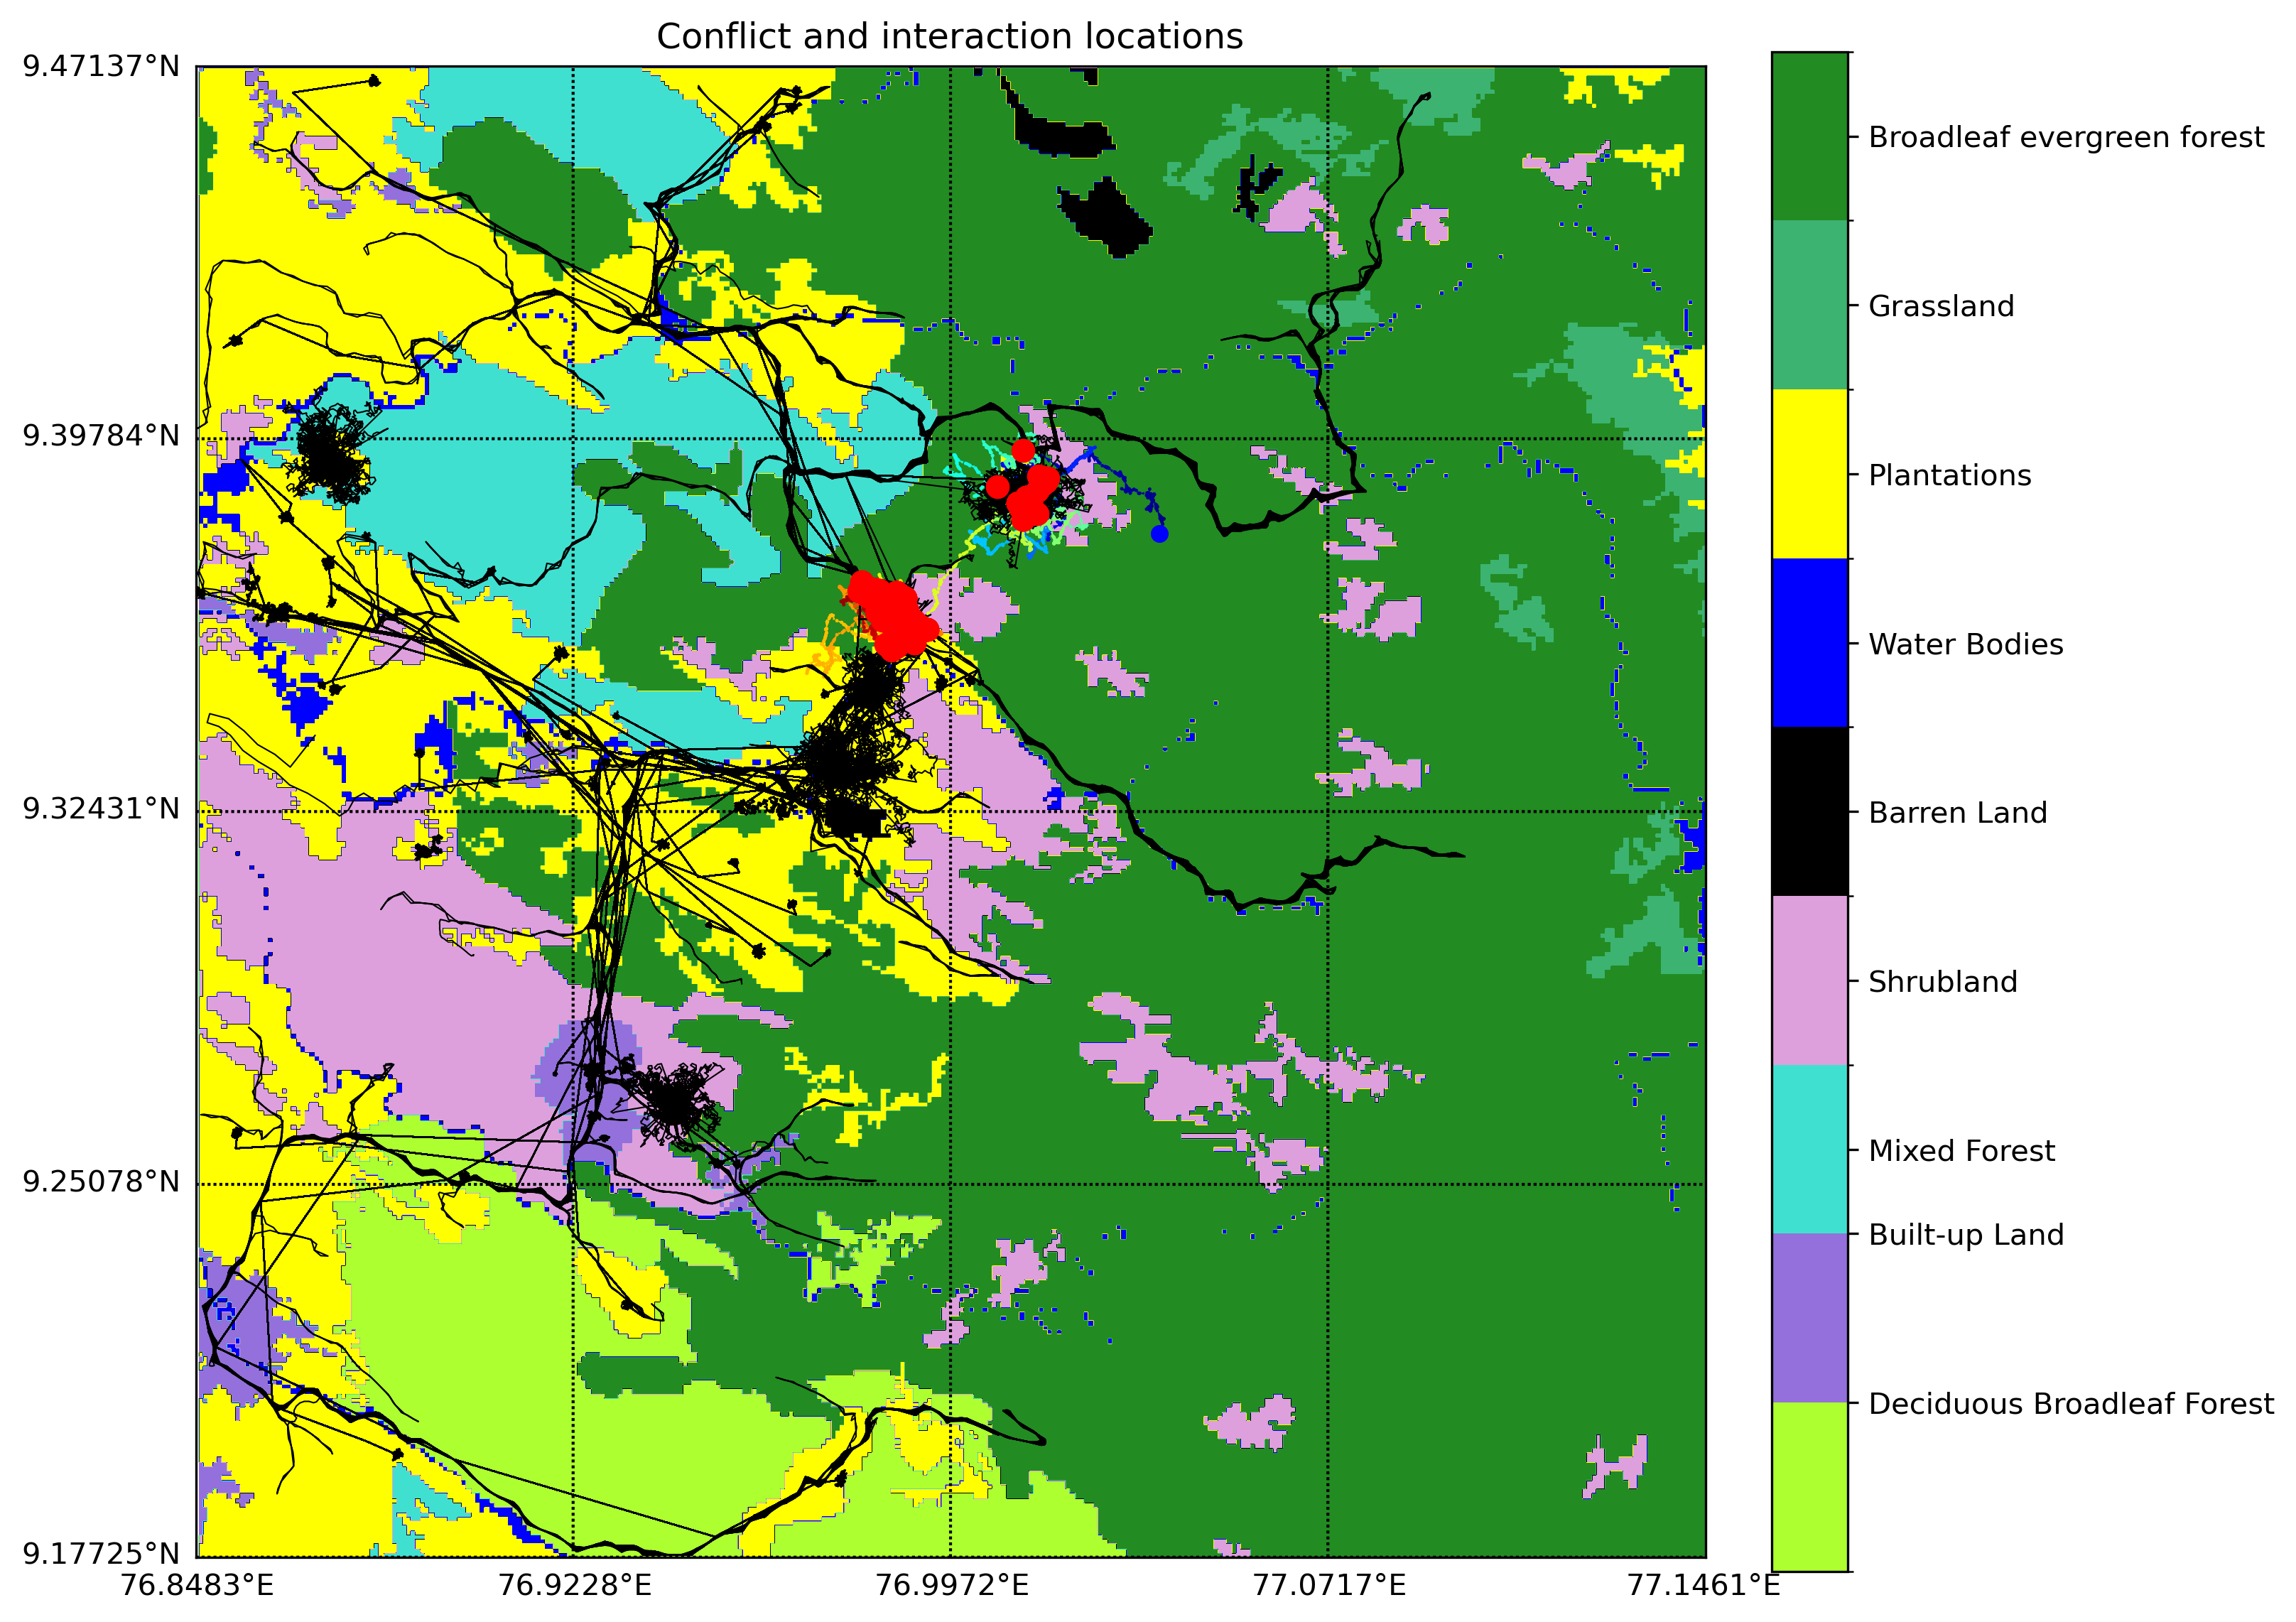 Conflict and interaction locations
9.47137°N
9.39784°N
9.32431°N
9.25078°N
9.17725°N
76.8483°E
76.9228°E
76.9972°E
77.0717°E
77.1461°E
Broadleaf evergreen forest
Grassland
Plantations
Water Bodies
Barren Land
Shrubland
Mixed Forest
Built-up Land
Deciduous Broadleaf Forest